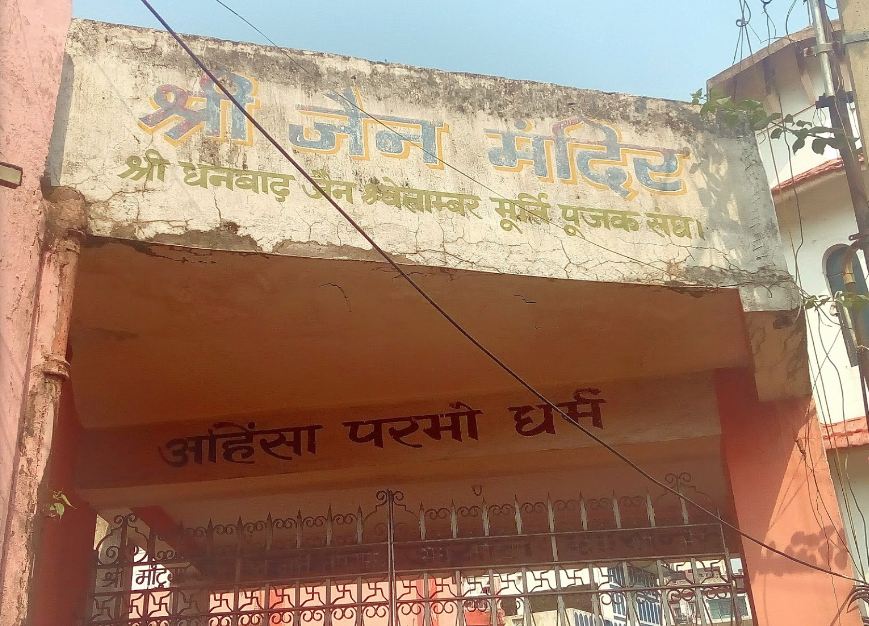 श्री जैन मंदिर
श्री धनबाद़ जैन श्वेताम्बर मूर्ति पूजक संघ।
अहिंसा परमो धर्म